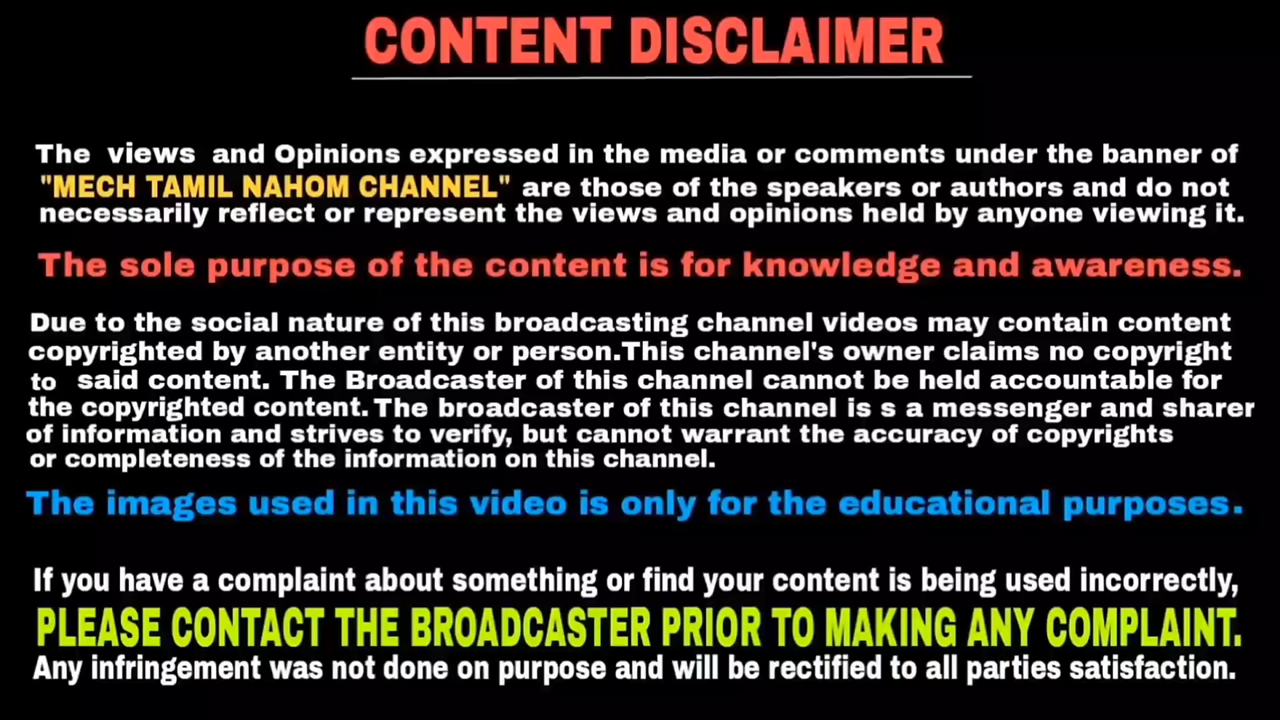 CONTENT DISCLAIMER
The views and Opinions expressed in the media or comments under the banner of
"MECH TAMIL NAHOM CHANNEL" are those of the speakers or authors and do not
necessarily reflect or represent the views and opinions held by anyone viewing it.
The sole purpose of the content is for knowledge and awareness.
Due to the social nature of this broadcasting channel videos may contain content
copyrighted by another entity or person.This channel's owner claims no copyright
to said content. The Broadcaster of this channel cannot be held accountable for
the copyrighted content. The broadcaster of this channel is s a messenger and sharer
of information and strives to verify, but cannot warrant the accuracy of copyrights
or completeness of the information on this channel.
The images used in this video is only for the educational purposes.
If you have a complaint about something or find your content is being used incorrectly,
PLEASE CONTACT THE BROADCASTER PRIOR TO MAKING ANY COMPLAINT.
Any infringement was not done on purpose and will be rectified to all parties satisfaction.